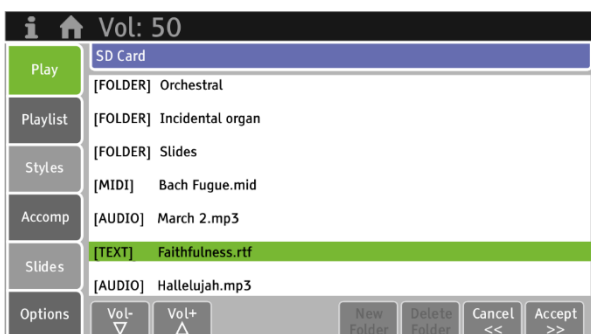 i Vol: 50
Play
SD Card
[FOLDER] Orchestral
Playlist
[FOLDER] Incidental organ
[FOLDER] Slides
Styles
[MIDI] Bach Fugue.mid
Accomp
[AUDIO] March 2.mp3
[TEXT] Faithfulness.rtf
Slides
[AUDIO] Hallelujah.mp3
Options
Vol-
Vol+
New
Folder
Delete
Folder
Cancel
<<
Accept
>>